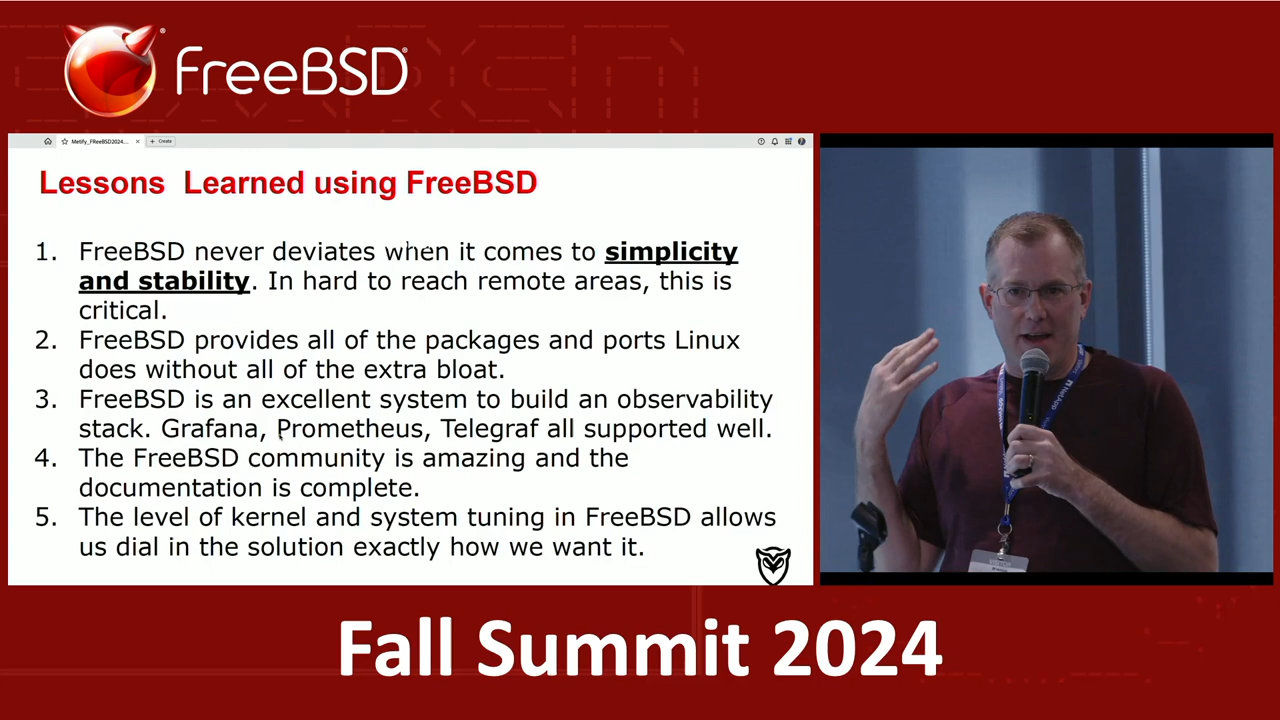 FreeBSD®
Metify_FReeBSD2024...
Create
Lessons Learned using FreeBSD
1. FreeBSD never deviates when it comes to simplicity
and stability. In hard to reach remote areas, this is
critical.
2. FreeBSD provides all of the packages and ports Linux
does without all of the extra bloat.
3. FreeBSD is an excellent system to build an observability
stack. Grafana, Prometheus, Telegraf all supported well.
4. The FreeBSD community is amazing and the
documentation is complete.
5. The level of kernel and system tuning in FreeBSD allows
us dial in the solution exactly how we want it.
NetApp
Fall Summit 2024